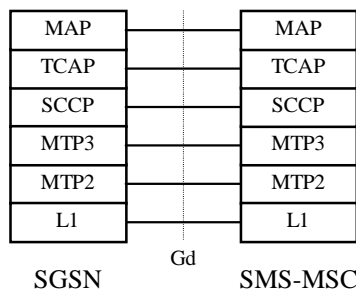 MAP MAP
TCAP TCAP
SCCP SCCP
MTP3 MTP3
MTP2 MTP2
L1 L1
Gd
SGSN SMS-MSC